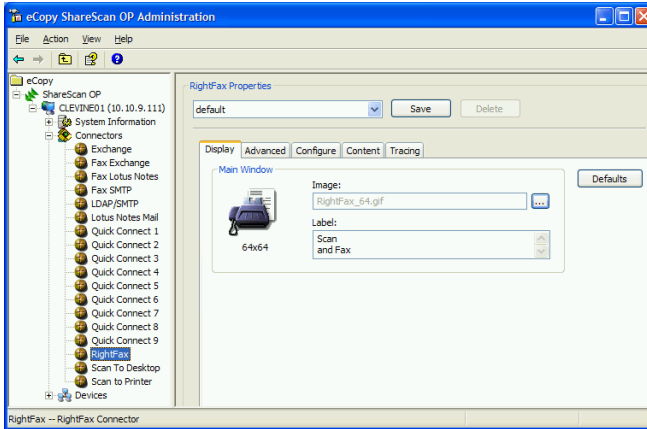 eCopy ShareScan OP Administration
File Action View Help
eCopy
ShareScan OP
CLEVINE01 (10.10.9.111)
System Information
Connectors
Exchange
Fax Exchange
Fax Lotus Notes
Fax SMTP
LDAP/SMTP
Lotus Notes Mail
Quick Connect 1
Quick Connect 2
Quick Connect 3
Quick Connect 4
Quick Connect 5
Quick Connect 6
Quick Connect 7
Quick Connect 8
Quick Connect 9
RightFax
Scan To Desktop
Scan to Printer
Devices
RightFax Properties
default Save Delete
Display Advanced Configure Content Tracing
Main Window
Defaults
Image:
RightFax_64.gif ...
Label:
Scan
and Fax
64x64
RightFax -- RightFax Connector